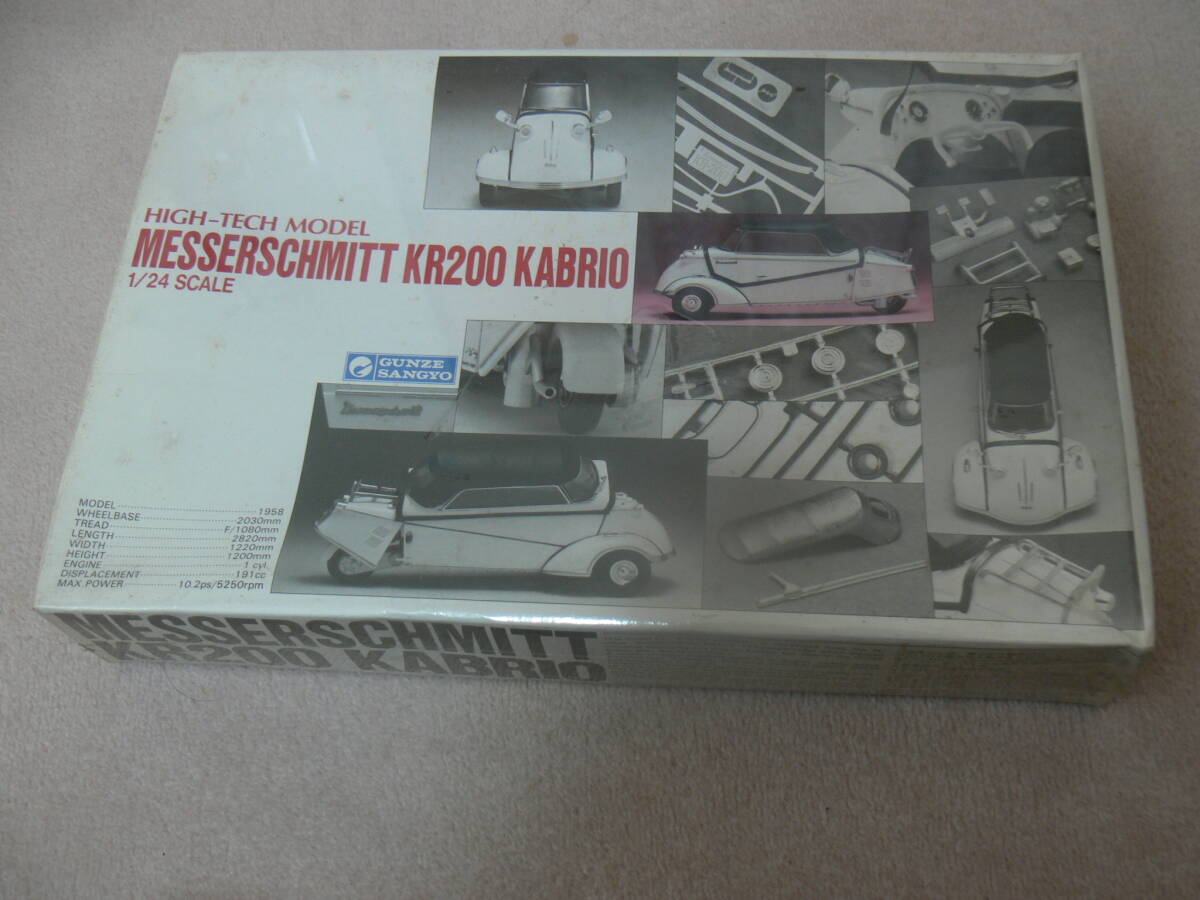 HIGH-TECH MODEL
MESSERSCHMITT KR200 KABRIO
1/24 SCALE
GUNZE
SANGYO
MODEL 1958
WHEELBASE 2030mm
TREAD F/1080mm
LENGTH 2820mm
WIDTH 1220mm
HEIGHT 1200mm
ENGINE 1 cyl.
DISPLACEMENT 191cc
MAX. POWER 10.2ps/5250rpm
MESSERSCHMITT
KR200 KABRIO